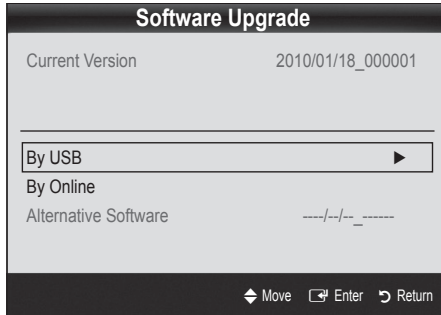 Software Upgrade
Current Version 2010/01/18_000001
By USB ►
By Online
Alternative Software ----/--/--_------
Move Enter Return